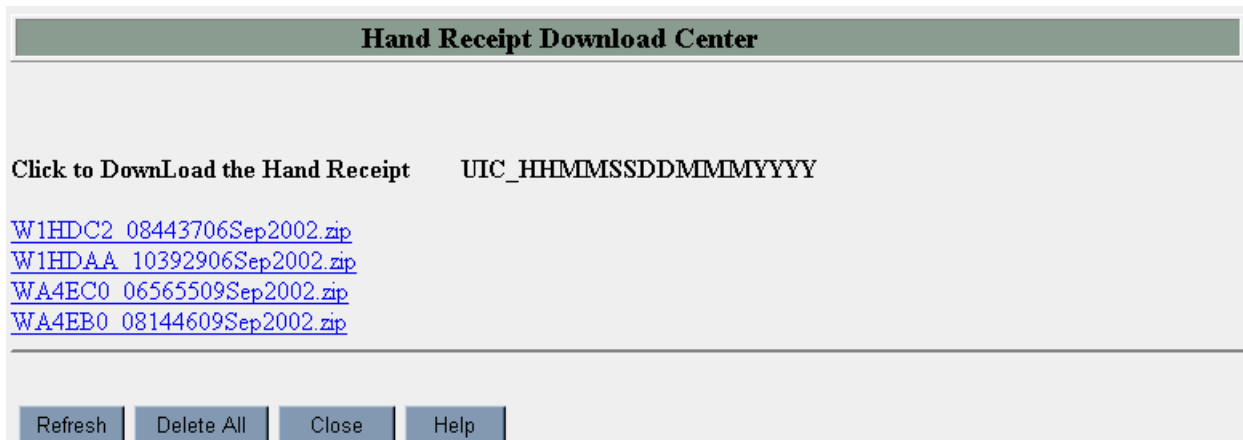 Hand Receipt Download Center
Click to DownLoad the Hand Receipt UIC_HHMMSSDDMMMYYYY
W1HDC2_08443706Sep2002.zip
W1HDAA_10392906Sep2002.zip
WA4EC0_06565509Sep2002.zip
WA4EB0_08144609Sep2002.zip
Refresh Delete All Close Help